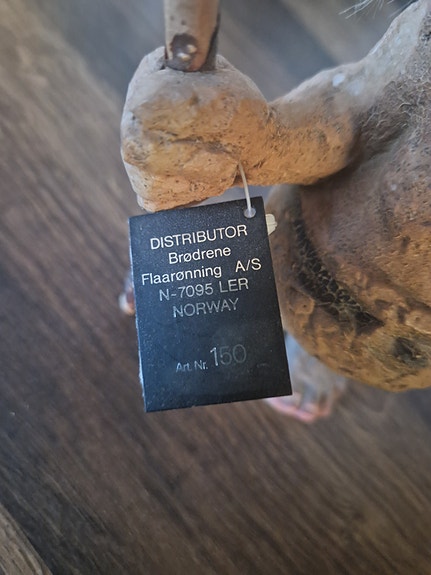 DISTRIBUTOR
Brødrene
Flaarønning A/S
N-7095 LER
NORWAY
Art. Nr. 150